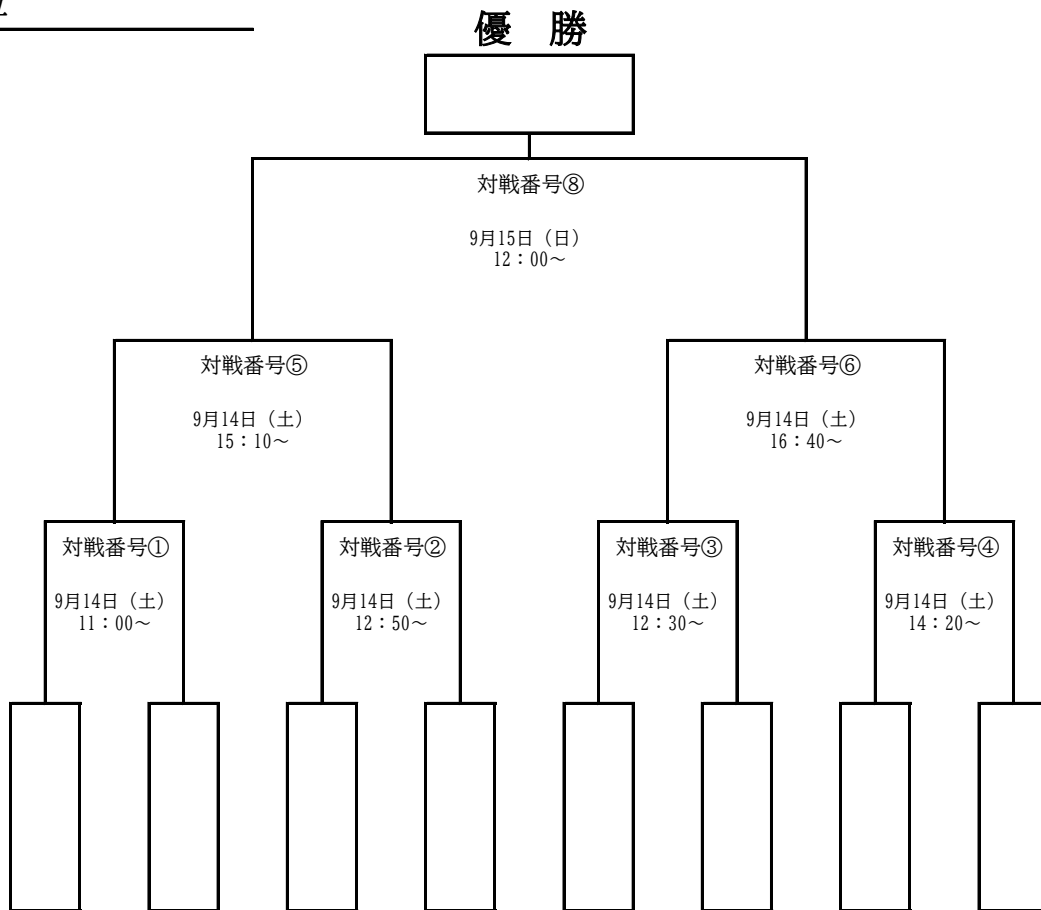 優 勝
対戦番号⑧
9月15日（日）
12：00～
対戦番号⑤
9月14日（土）
15：10～
対戦番号⑥
9月14日（土）
16：40～
対戦番号①
9月14日（土）
11：00～
対戦番号②
9月14日（土）
12：50～
対戦番号③
9月14日（土）
12：30～
対戦番号④
9月14日（土）
14：20～